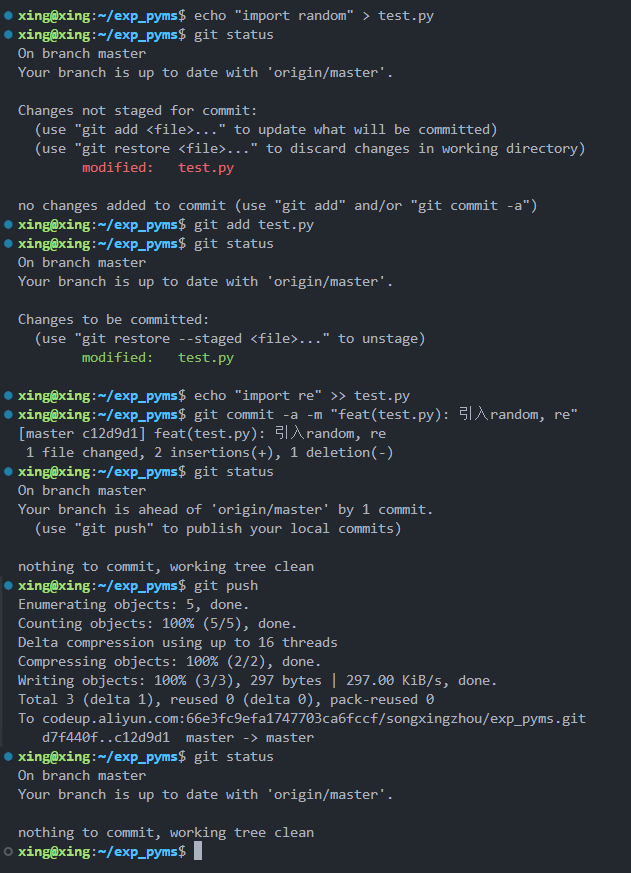 xing@xing:~/exp_pyms$ echo "import random" > test.py
xing@xing:~/exp_pyms$ git status
On branch master
Your branch is up to date with 'origin/master'.
Changes not staged for commit:
  (use "git add <file>..." to update what will be committed)
  (use "git restore <file>..." to discard changes in working directory)
        modified:   test.py
no changes added to commit (use "git add" and/or "git commit -a")
xing@xing:~/exp_pyms$ git add test.py
xing@xing:~/exp_pyms$ git status
On branch master
Your branch is up to date with 'origin/master'.
Changes to be committed:
  (use "git restore --staged <file>..." to unstage)
        modified:   test.py
xing@xing:~/exp_pyms$ echo "import re" >> test.py
xing@xing:~/exp_pyms$ git commit -a -m "feat(test.py): 引入random, re"
[master c12d9d1] feat(test.py): 引入random, re
 1 file changed, 2 insertions(+), 1 deletion(-)
xing@xing:~/exp_pyms$ git status
On branch master
Your branch is ahead of 'origin/master' by 1 commit.
  (use "git push" to publish your local commits)
nothing to commit, working tree clean
xing@xing:~/exp_pyms$ git push
Enumerating objects: 5, done.
Counting objects: 100% (5/5), done.
Delta compression using up to 16 threads
Compressing objects: 100% (2/2), done.
Writing objects: 100% (3/3), 297 bytes | 297.00 KiB/s, done.
Total 3 (delta 1), reused 0 (delta 0), pack-reused 0
To codeup.aliyun.com:66e3fc9efa1747703ca6fccf/songxingzhou/exp_pyms.git
   d7f440f..c12d9d1  master -> master
xing@xing:~/exp_pyms$ git status
On branch master
Your branch is up to date with 'origin/master'.
nothing to commit, working tree clean
xing@xing:~/exp_pyms$